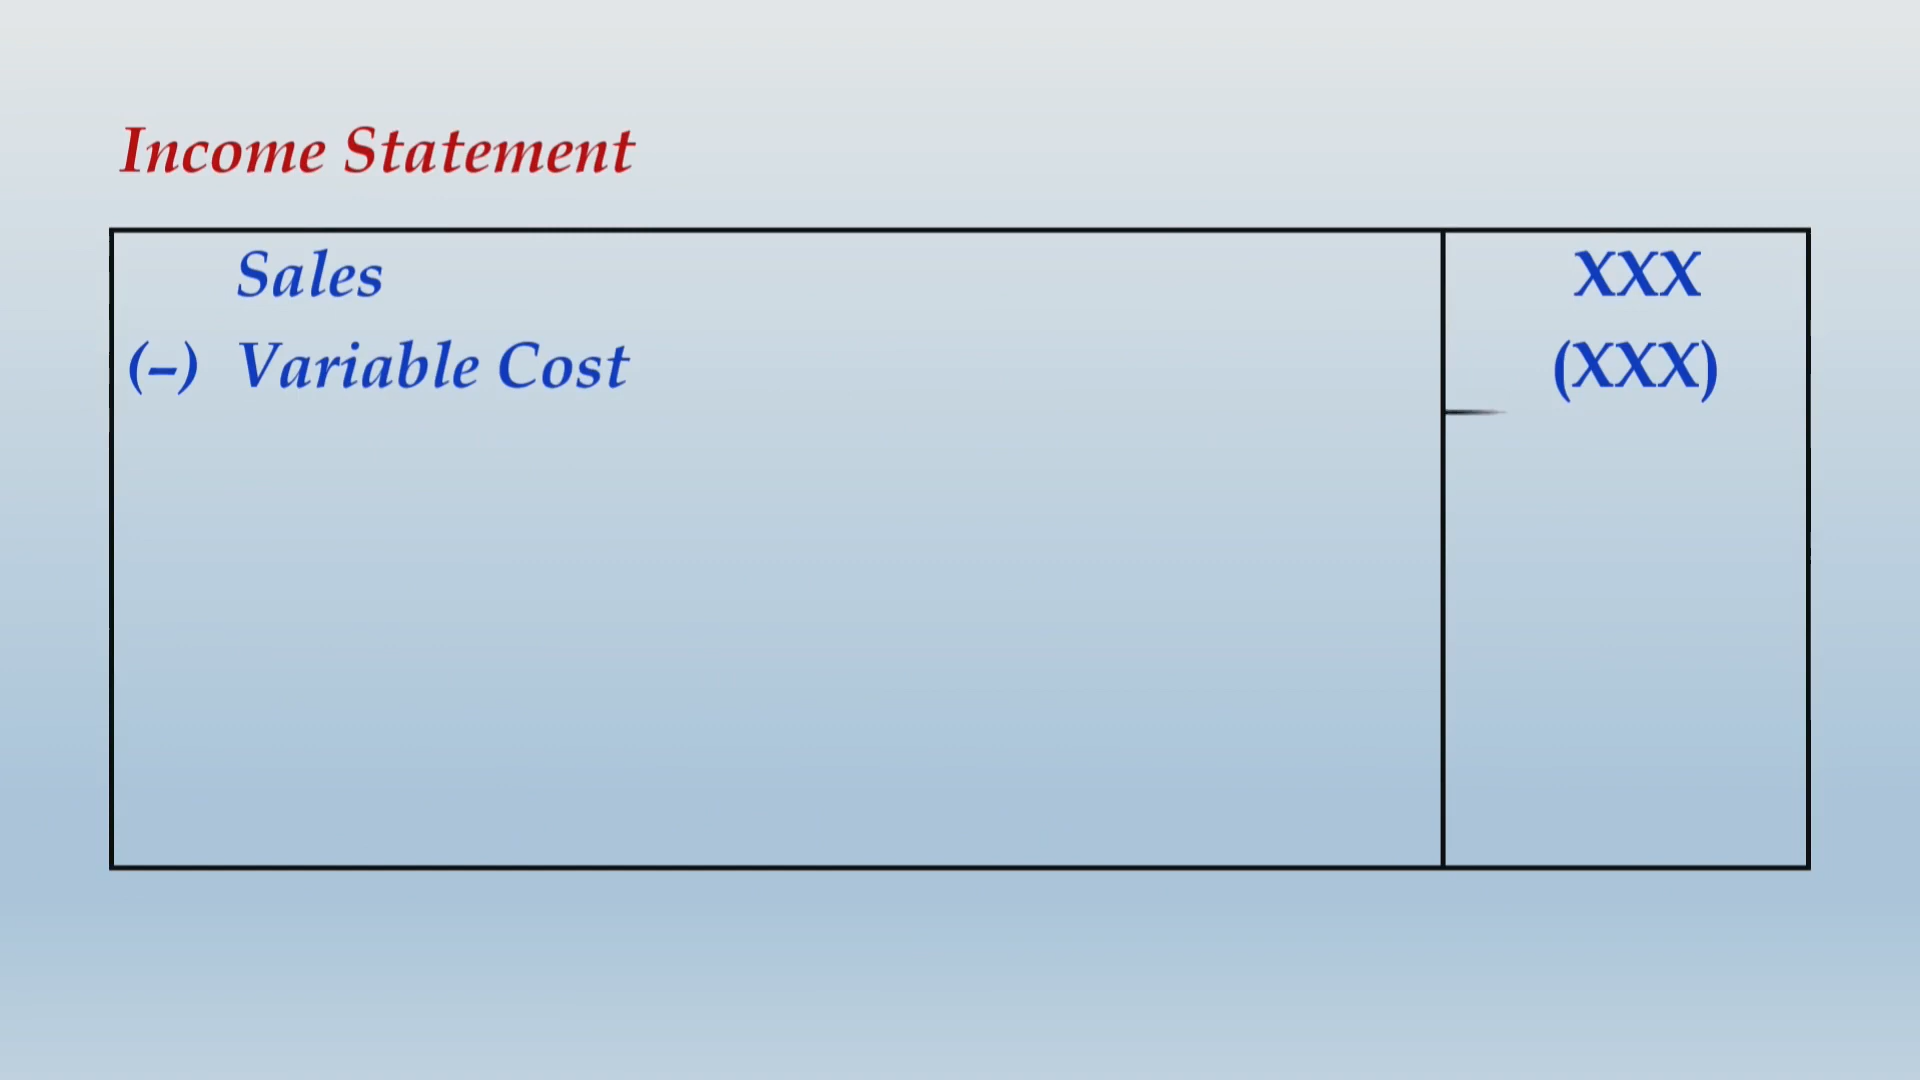 Income Statement
Sales XXX
(–) Variable Cost (XXX)